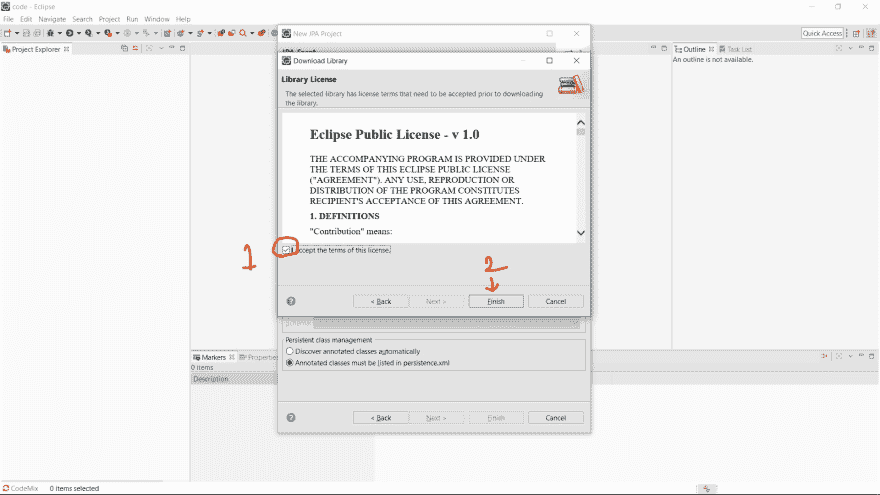 code - Eclipse
File Edit Navigate Search Project Run Window Help
Quick Access
Project Explorer
New JPA Project
Outline Task List
An outline is not available.
Download Library
Library License
The selected library has license terms that need to be accepted prior to downloading
the library.
Eclipse Public License - v 1.0
THE ACCOMPANYING PROGRAM IS PROVIDED UNDER
THE TERMS OF THIS ECLIPSE PUBLIC LICENSE
("AGREEMENT"). ANY USE, REPRODUCTION OR
DISTRIBUTION OF THE PROGRAM CONSTITUTES
RECIPIENT'S ACCEPTANCE OF THIS AGREEMENT.
1. DEFINITIONS
"Contribution" means:
1
accept the terms of this license.
2
< Back Next > Finish Cancel
Persistent class management
Discover annotated classes automatically
Annotated classes must be listed in persistence.xml
Markers Properties
0 items
Description
< Back Next > Finish Cancel
CodeMix 0 items selected